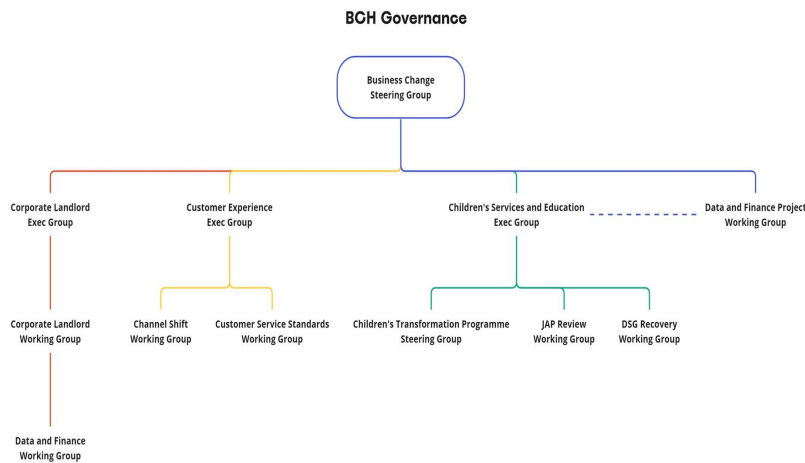 BCH Governance
Business Change
Steering Group
Corporate Landlord
Exec Group
Customer Experience
Exec Group
Children's Services and Education
Exec Group
Data and Finance Project
Working Group
Corporate Landlord
Working Group
Channel Shift
Working Group
Customer Service Standards
Working Group
Children's Transformation Programme
Steering Group
JAP Review
Working Group
DSG Recovery
Working Group
Data and Finance
Working Group